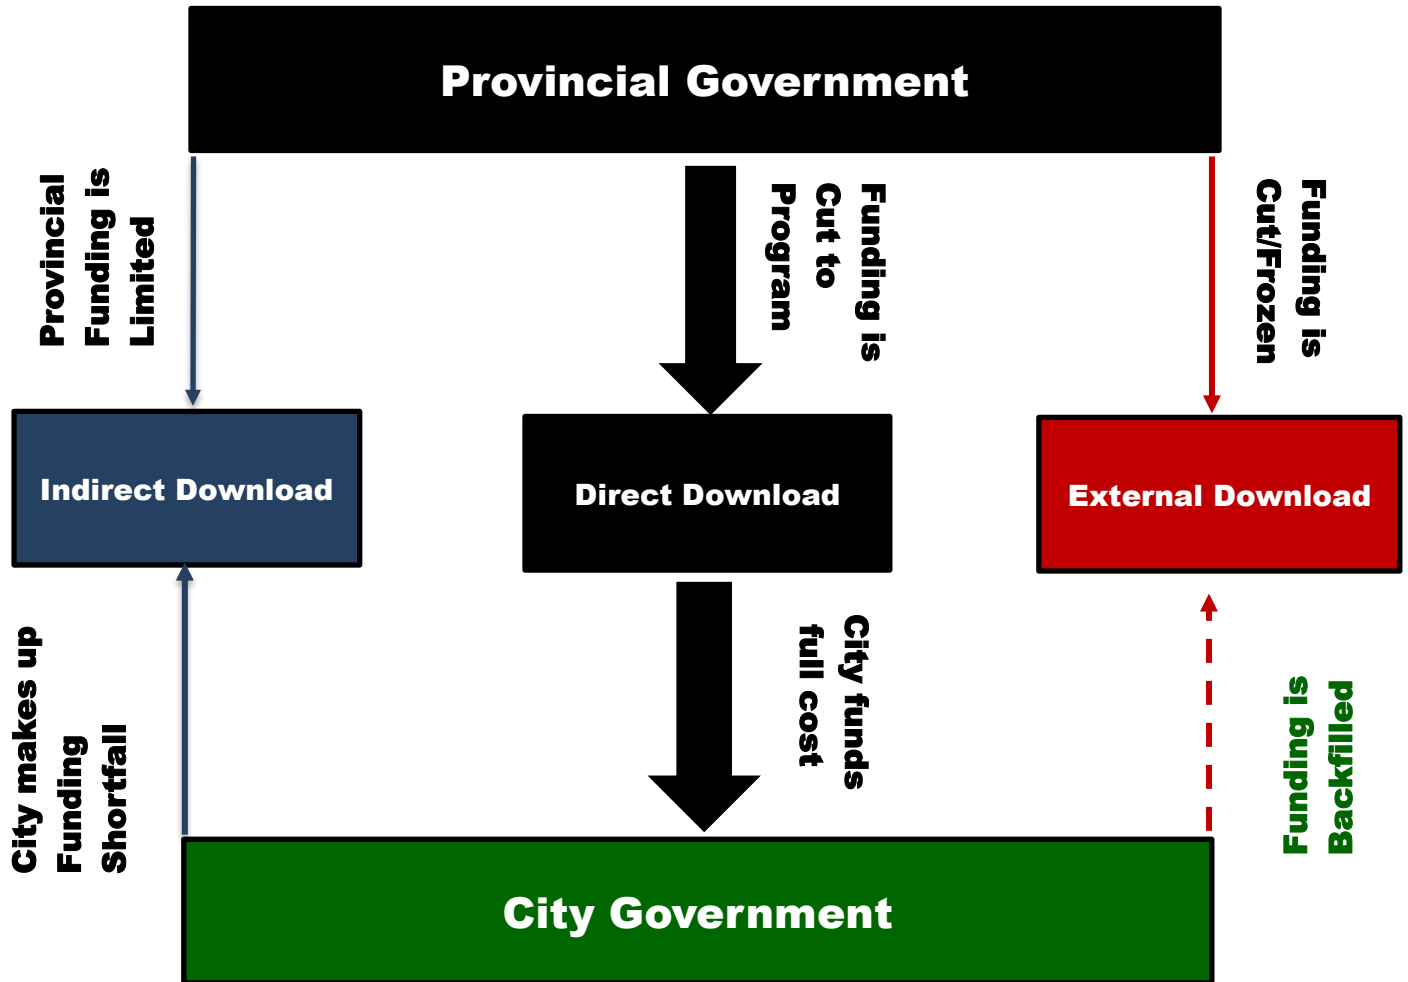 Provincial Government
Provincial
Funding is
Limited
Funding is
Cut to
Program
Funding is
Cut/Frozen
Indirect Download
Direct Download
External Download
City makes up
Funding
Shortfall
City funds
full cost
Funding is
Backfilled
City Government